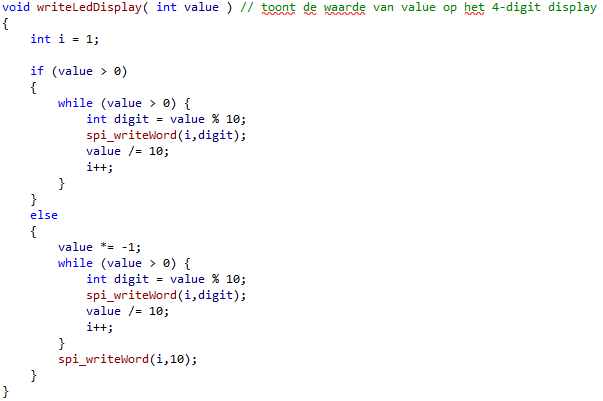 void writeLedDisplay( int value ) // toont de waarde van value op het 4-digit display
{
    int i = 1;

    if (value > 0)
    {
        while (value > 0) {
            int digit = value % 10;
            spi_writeWord(i,digit);
            value /= 10;
            i++;
        }
    }
    else
    {
        value *= -1;
        while (value > 0) {
            int digit = value % 10;
            spi_writeWord(i,digit);
            value /= 10;
            i++;
        }
        spi_writeWord(i,10);
    }
}